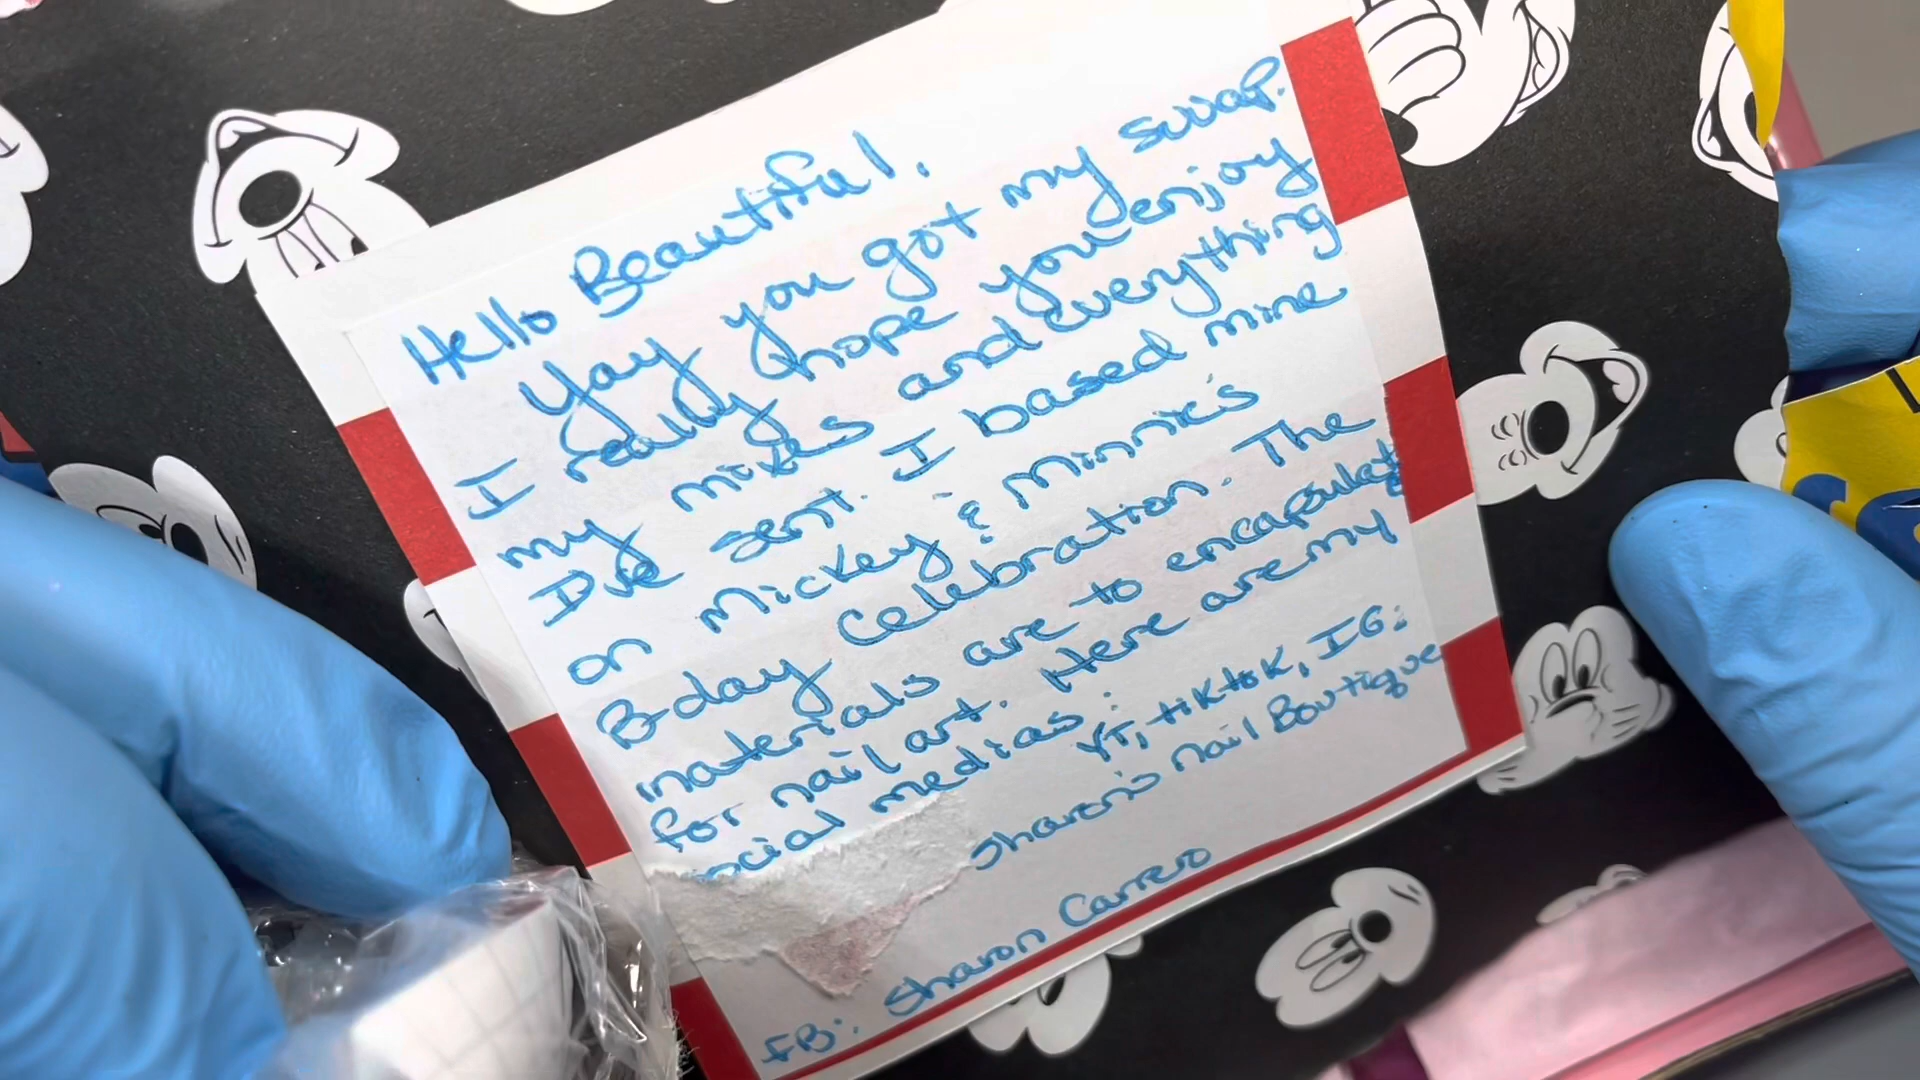 Hello Beautiful,
Yay you got my swap.
I really hope you enjoy
my mixes and everything
I've sent. I based mine
on Mickey & Minnie's
B-day Celebration. The
materials are to encapsulate
for nail art. Here are my
social medias:
YT, tiktok, IG:
Sharon's nail Boutique
FB: Sharon Carrero